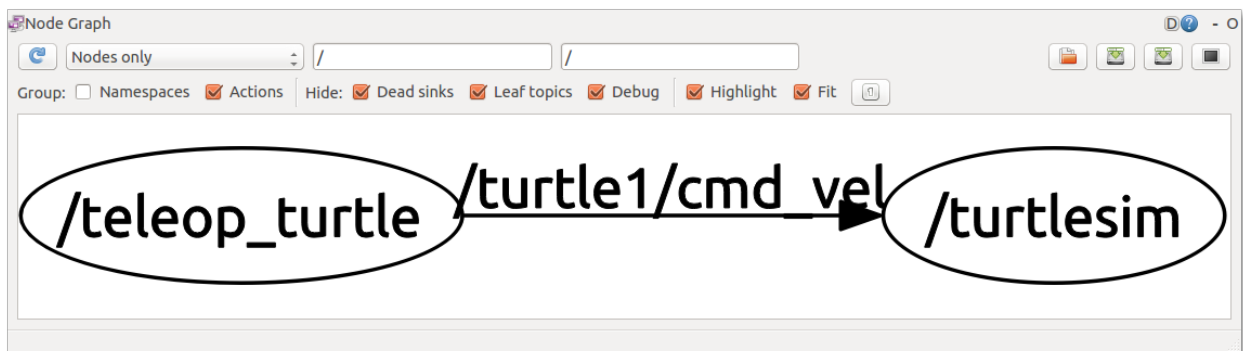 Node Graph D ? - O
Nodes only / /
Group: Namespaces Actions Hide: Dead sinks Leaf topics Debug Highlight Fit
/teleop_turtle /turtle1/cmd_vel /turtlesim